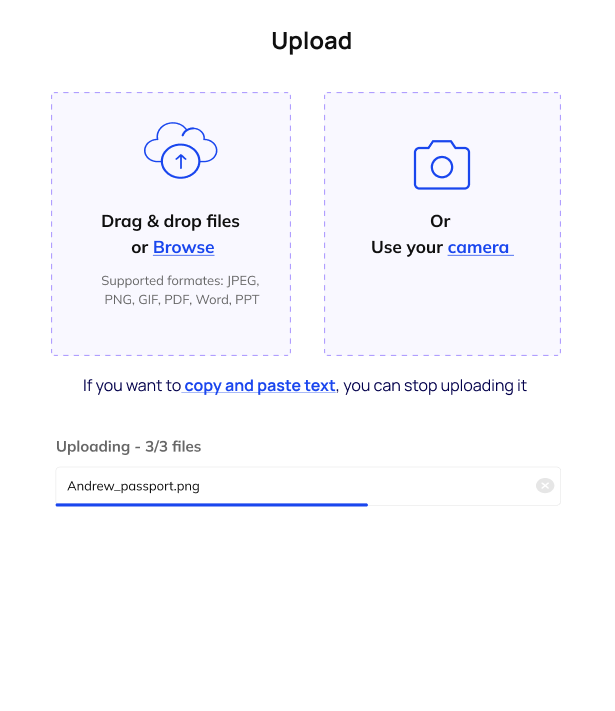 Upload
Drag & drop files
or Browse
Supported formates: JPEG,
PNG, GIF, PDF, Word, PPT
Or
Use your camera
If you want to copy and paste text, you can stop uploading it
Uploading - 3/3 files
Andrew_passport.png